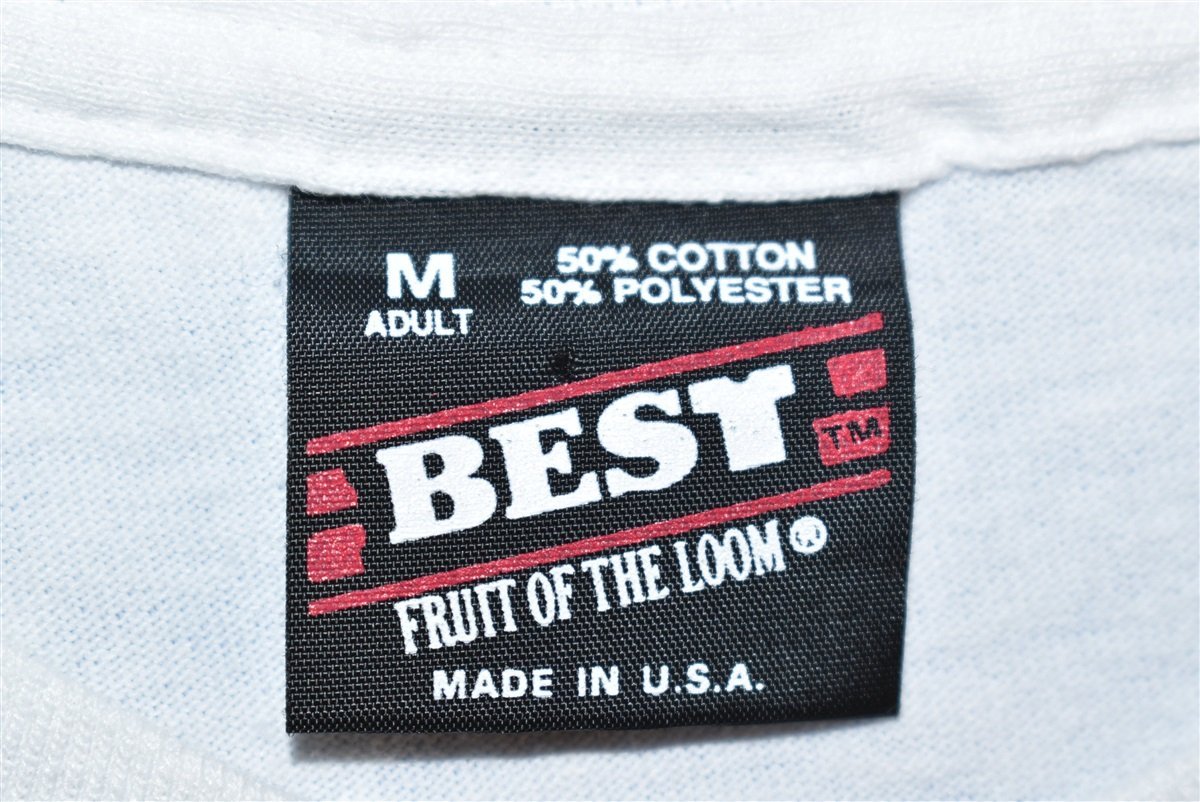 M
ADULT
50% COTTON
50% POLYESTER
BEST
TM
FRUIT OF THE LOOM®
MADE IN U.S.A.